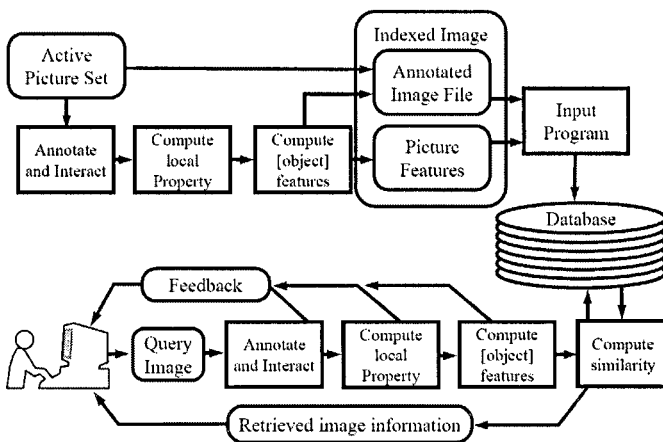 Indexed Image
Active
Picture Set
Annotated
Image File
Input
Program
Annotate
and Interact
Compute
local
Property
Compute
[object]
features
Picture
Features
Database
Feedback
Query
Image
Annotate
and Interact
Compute
local
Property
Compute
[object]
features
Compute
similarity
Retrieved image information